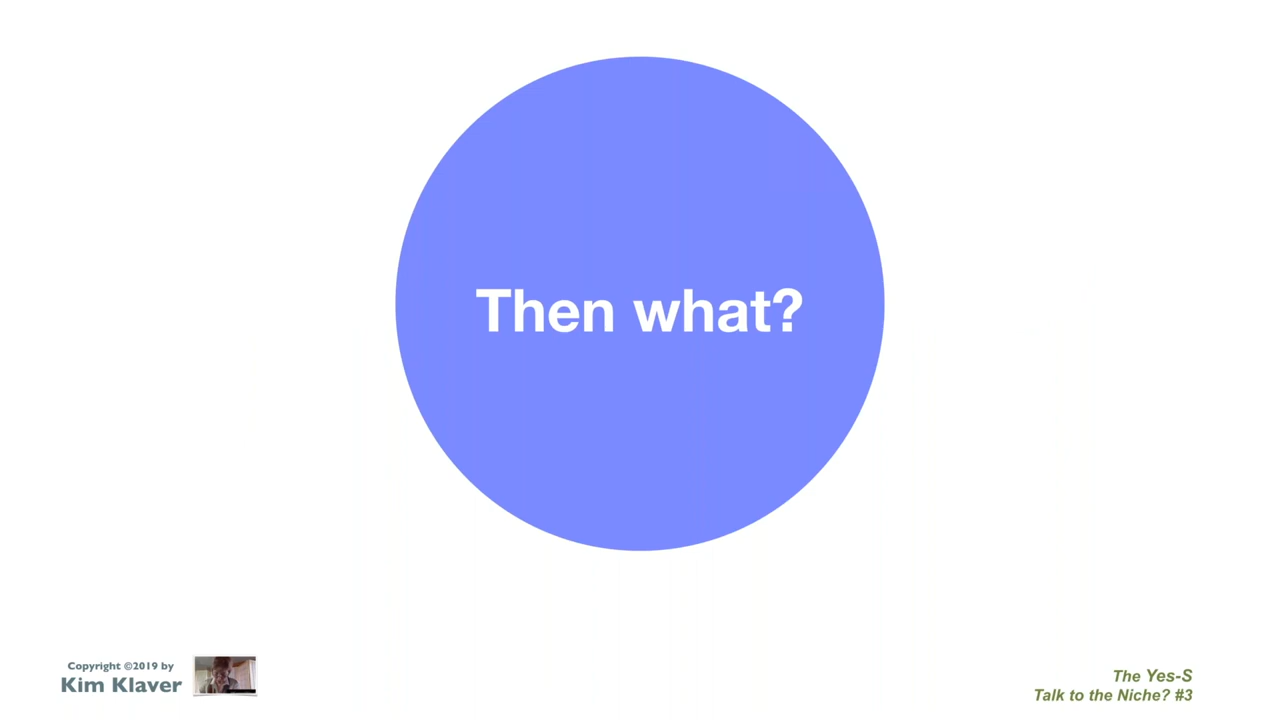 Then what?
Copyright ©2019 by
Kim Klaver
The Yes-S
Talk to the Niche? #3